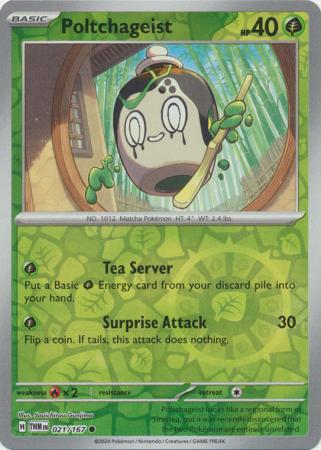 BASIC
Poltchageist
HP 40
NO. 1012 Matcha Pokémon HT: 4" WT: 2.4 lbs.
Tea Server
Put a Basic Energy card from your discard pile into
your hand.
Surprise Attack 30
Flip a coin. If tails, this attack does nothing.
weakness ×2 resistance retreat
Illus. Souichirou Gunjima
H TWM EN 021/167
Poltchageist looks like a regional form of
Sinistea, but it was recently discovered that
the two Pokémon are entirely unrelated.
©2024 Pokémon / Nintendo / Creatures / GAME FREAK